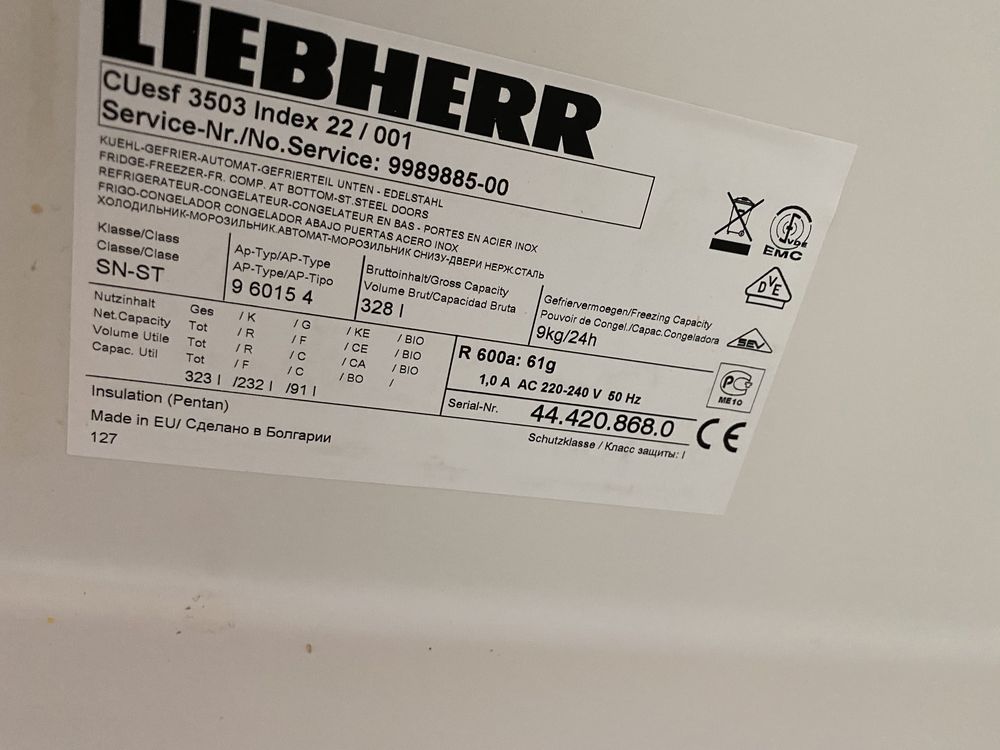 LIEBHERR
CUesf 3503 Index 22 / 001
Service-Nr./No.Service: 9989885-00
KUEHL-GEFRIER-AUTOMAT-GEFRIERTEIL UNTEN - EDELSTAHL
FRIDGE-FREEZER-FR. COMP. AT BOTTOM-ST.STEEL DOORS
REFRIGERATEUR-CONGELATEUR-CONGELATEUR EN BAS - PORTES EN ACIER INOX
FRIGO-CONGELADOR CONGELADOR ABAJO PUERTAS ACERO INOX
ХОЛОДИЛЬНИК-МОРОЗИЛЬНИК.АВТОМАТ-МОРОЗИЛЬНИК СНИЗУ-ДВЕРИ НЕРЖ.СТАЛЬ
VDE
EMC
DVE
SEV
PC
ME10
Klasse/Class
Classe/Clase
SN-ST
Ap-Typ/AP-Type
AP-Type/AP-Tipo
9 6015 4
Bruttoinhalt/Gross Capacity
Volume Brut/Capacidad Bruta
328 l
Gefriervermoegen/Freezing Capacity
Pouvoir de Congel./Capac.Congeladora
9kg/24h
Nutzinhalt Ges / K / G / KE / BIO
Net.Capacity Tot / R / F / CE / BIO
Volume Utile Tot / R / C / CA / BIO
Capac. Util Tot / F / C / BO /
323 l /232 l /91 l
R 600a: 61g
1,0 A AC 220-240 V 50 Hz
Insulation (Pentan)
Serial-Nr. 44.420.868.0
CE
Made in EU/ Сделано в Болгарии
Schutzklasse / Класс защиты: I
127